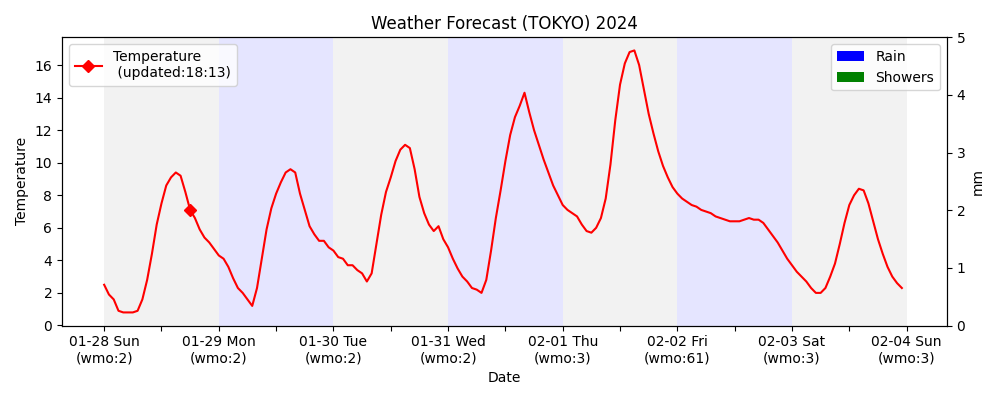 Weather Forecast (TOKYO) 2024
Temperature
(updated:18:13)
Rain
Showers
Temperature
16
14
12
10
8
6
4
2
0
5
4
3
2
1
0
mm
01-28 Sun 01-29 Mon 01-30 Tue 01-31 Wed 02-01 Thu 02-02 Fri 02-03 Sat 02-04 Sun
(wmo:2) (wmo:2) (wmo:2) (wmo:2) (wmo:3) (wmo:61) (wmo:3) (wmo:3)
Date